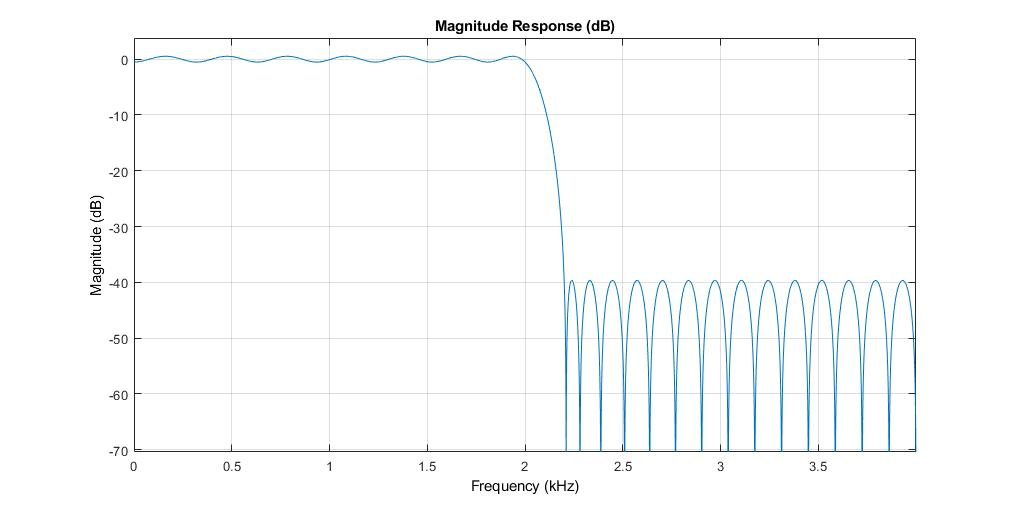 Magnitude Response (dB)
0
-10
-20
-30
-40
-50
-60
-70
Magnitude (dB)
0 0.5 1 1.5 2 2.5 3 3.5
Frequency (kHz)